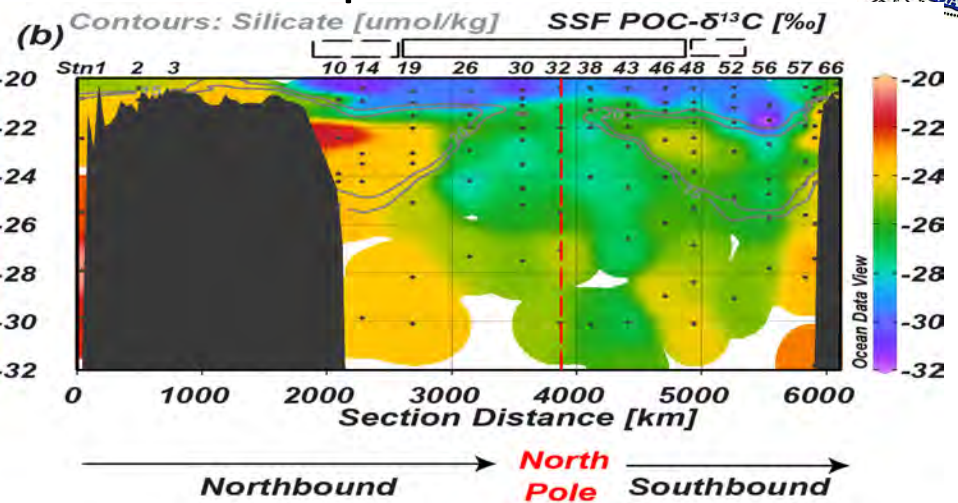 (b) Contours: Silicate [umol/kg] SSF POC-δ¹³C [‰]
Stn1 2 3 10 14 19 26 30 32 38 43 46 48 52 56 57 66
-20
-22
-24
-26
-28
-30
-32
-20
-22
-24
-26
-28
-30
-32
Ocean Data View
0 1000 2000 3000 4000 5000 6000
Section Distance [km]
Northbound North Pole Southbound